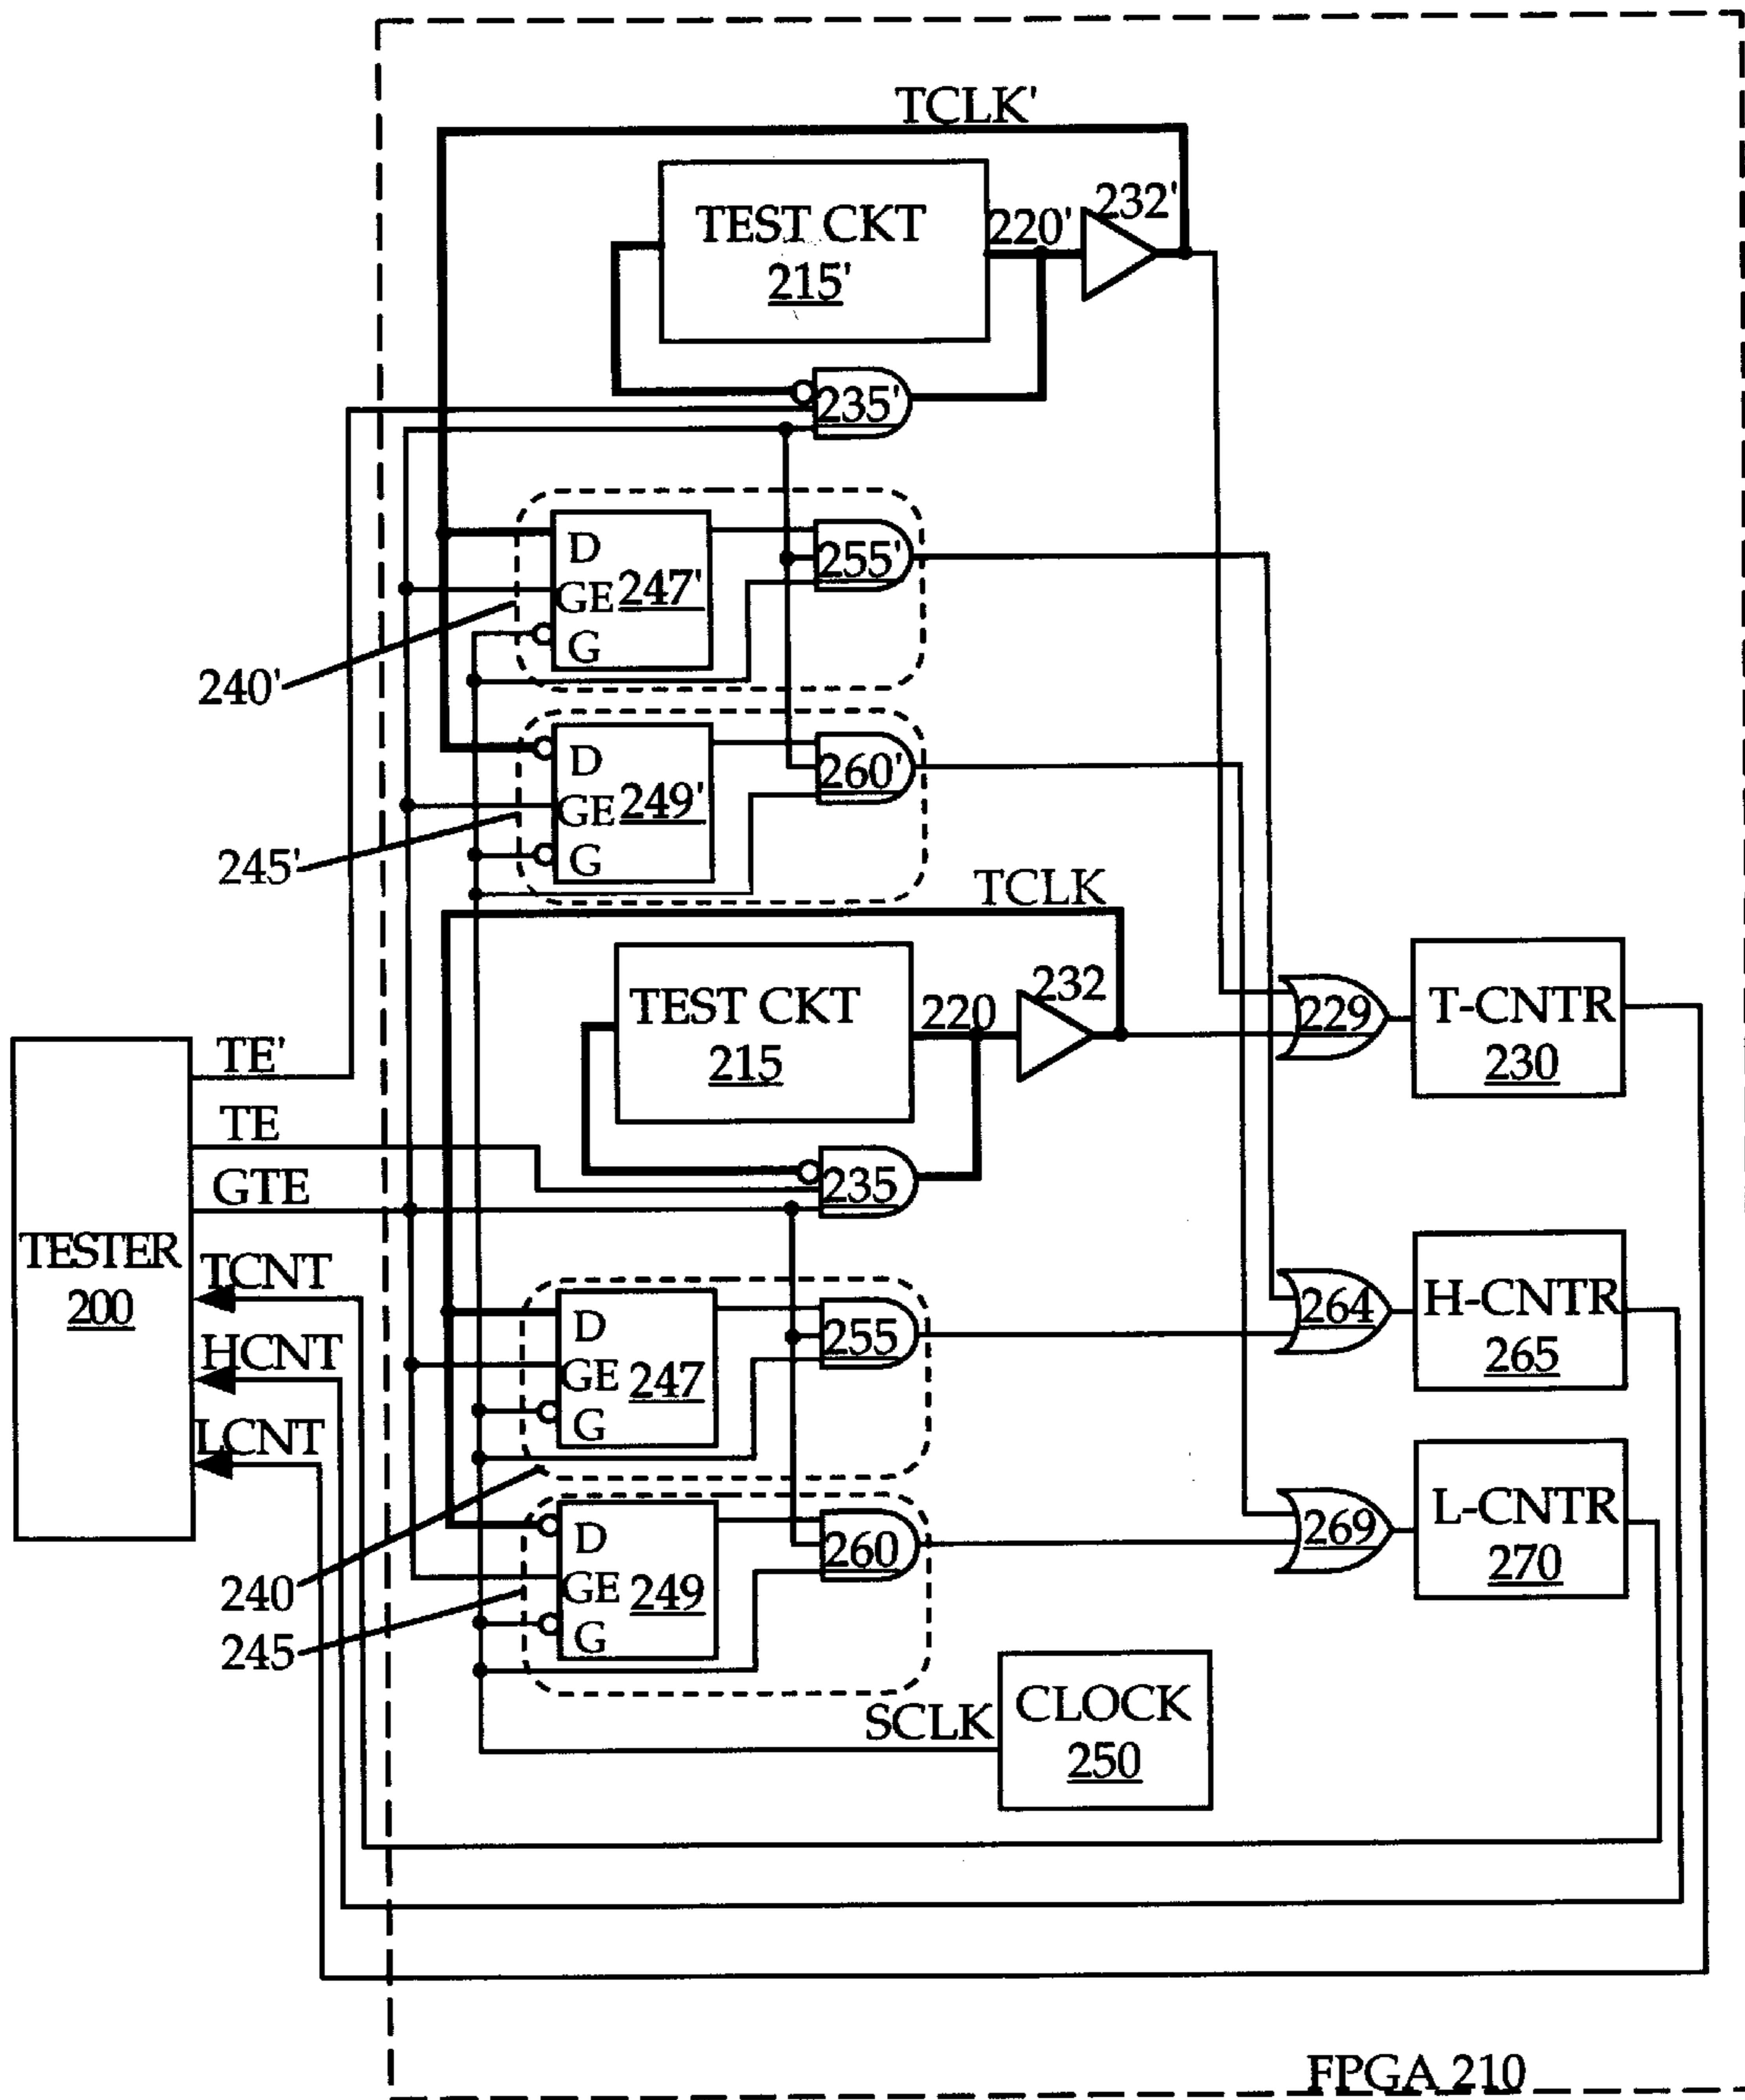 TCLK'
TEST CKT
215'
220'
232'
235'
D
GE
G
247'
255'
240'
D
GE
G
249'
260'
245'
TCLK
TEST CKT
215
220
232
229
T-CNTR
230
TE'
TE
GTE
TESTER
200
TCNT
HCNT
LCNT
235
D
GE
G
247
255
264
H-CNTR
265
240
D
GE
G
249
260
245
269
L-CNTR
270
SCLK
CLOCK
250
FPGA 210